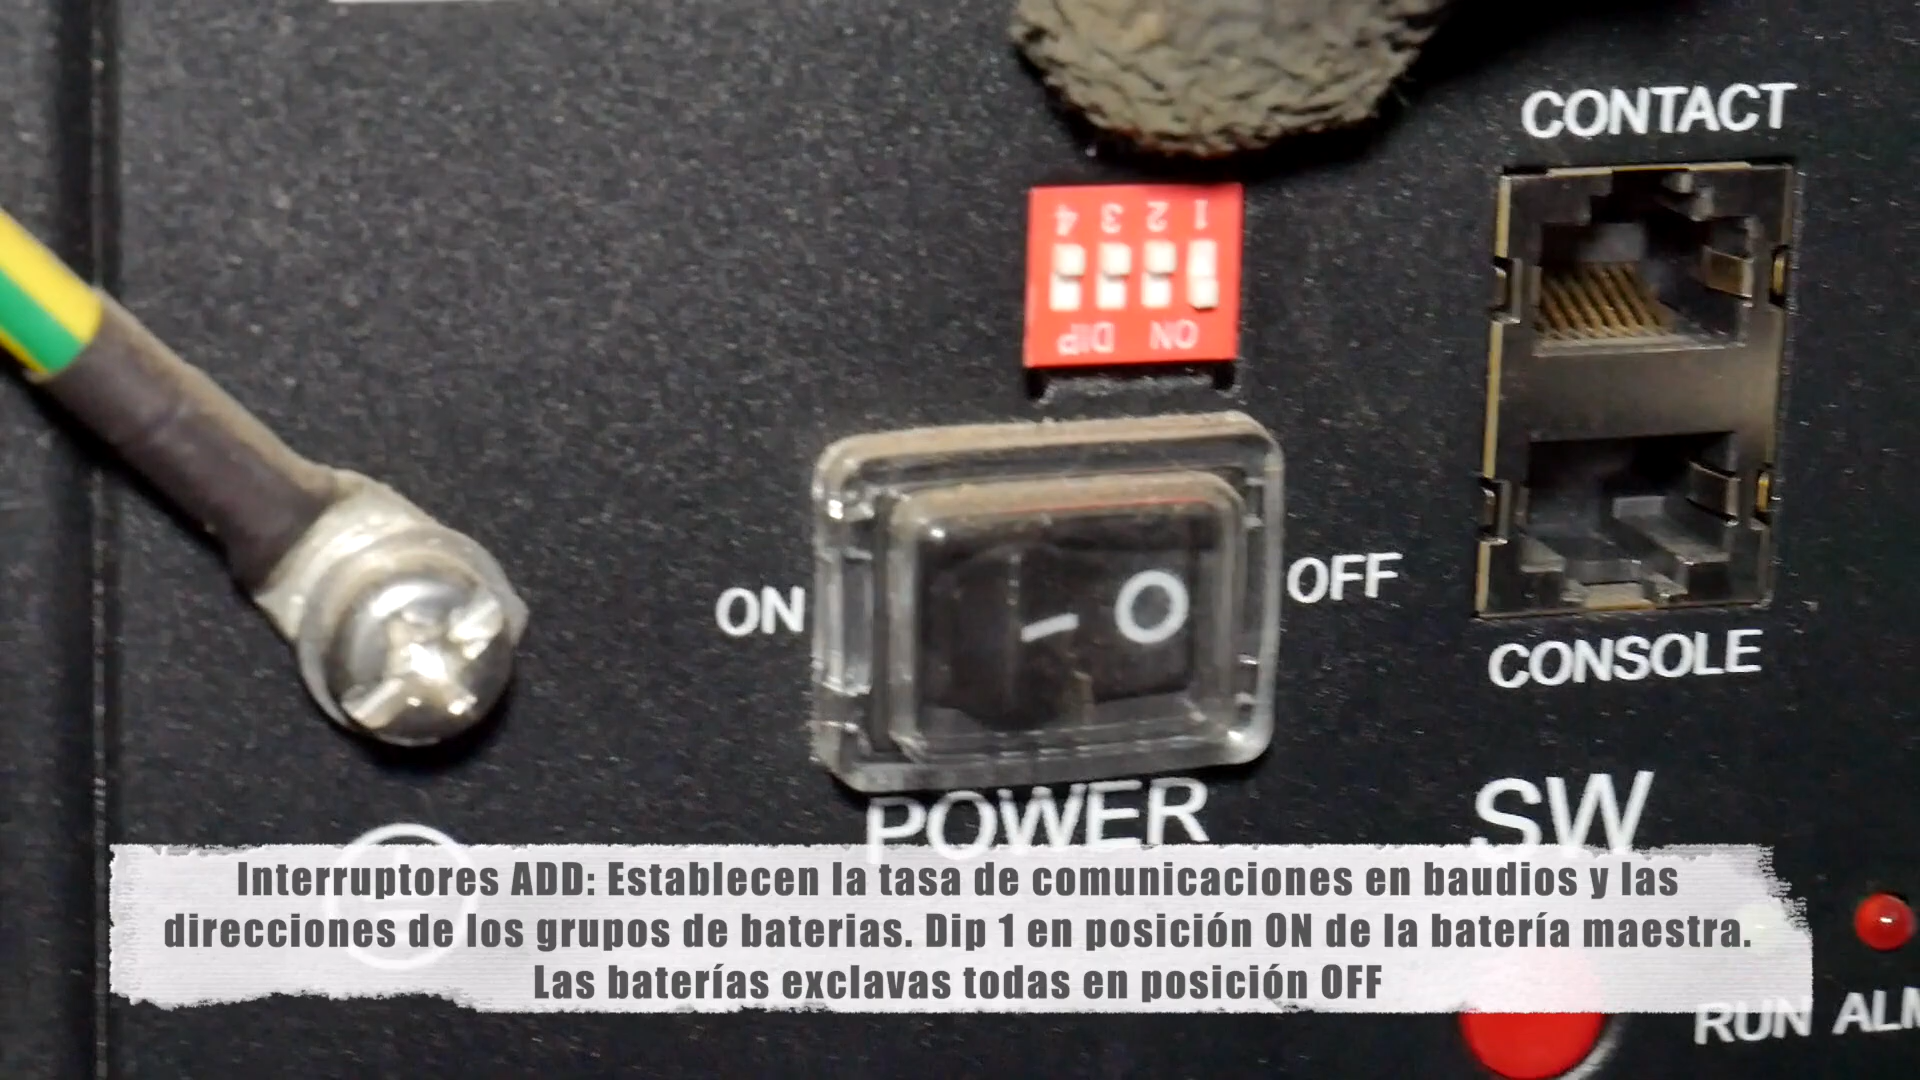 CONTACT
4 3 2 1
ON DIP
ON
OFF
CONSOLE
POWER
SW
Interruptores ADD: Establecen la tasa de comunicaciones en baudios y las
direcciones de los grupos de baterias. Dip 1 en posición ON de la batería maestra.
Las baterías exclavas todas en posición OFF
RUN ALM